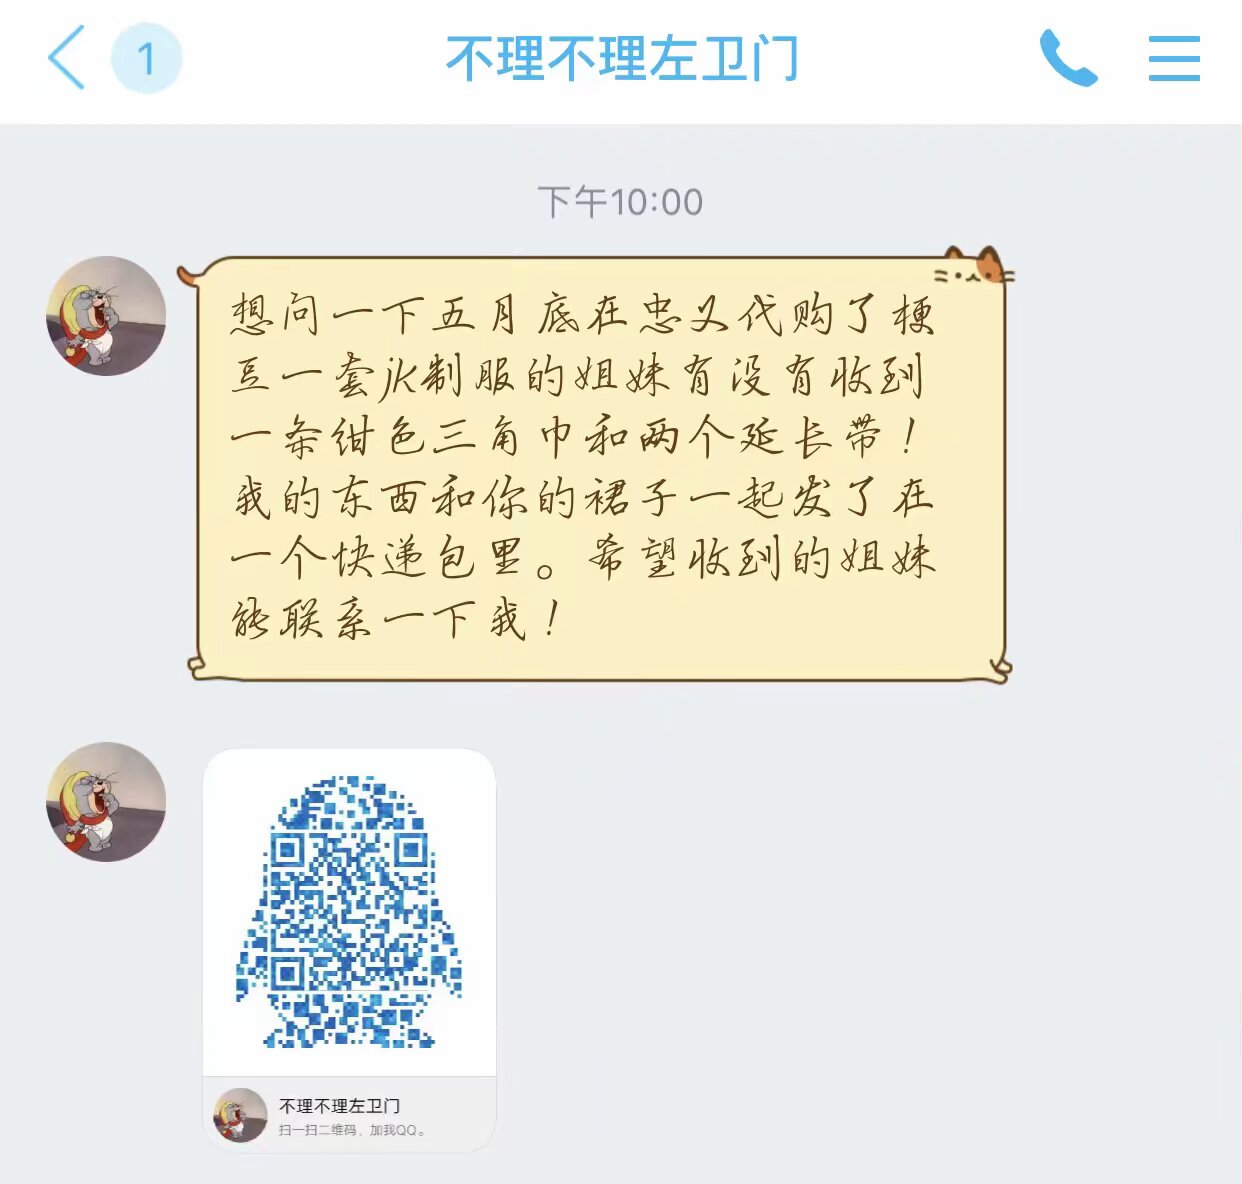 1
不理不理左卫门
下午10:00
想问一下五月底在忠义代购了梗
豆一套jk制服的姐妹有没有收到
一条绀色三角巾和两个延长带！
我的东西和你的裙子一起发了在
一个快递包里。希望收到的姐妹
能联系一下我！
不理不理左卫门
扫一扫二维码，加我QQ。